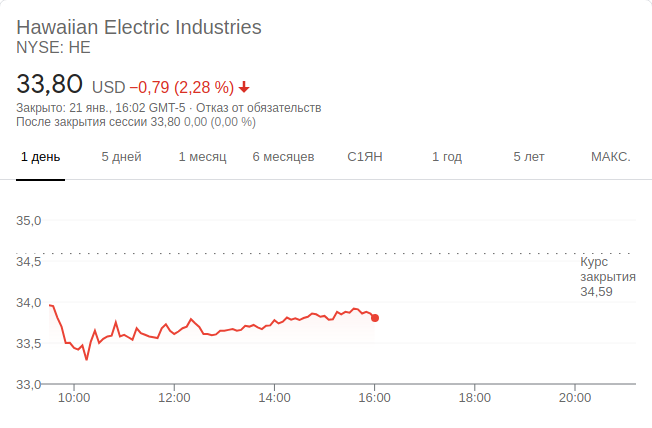 Hawaiian Electric Industries
NYSE: HE
33,80 USD −0,79 (2,28 %)
Закрыто: 21 янв., 16:02 GMT-5 · Отказ от обязательств
После закрытия сессии 33,80 0,00 (0,00 %)
1 день 5 дней 1 месяц 6 месяцев С1ЯН 1 год 5 лет МАКС.
35,0
34,5
34,0
33,5
33,0
Курс
закрытия
34,59
10:00 12:00 14:00 16:00 18:00 20:00